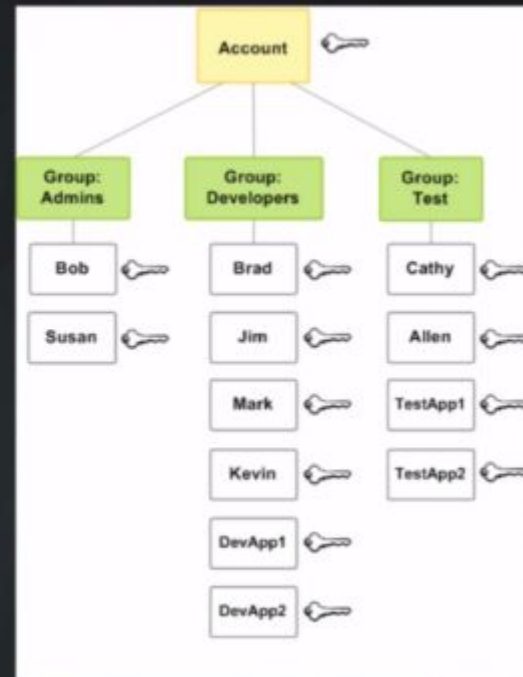 Account
Group:
Admins
Group:
Developers
Group:
Test
Bob
Brad
Cathy
Susan
Jim
Allen
Mark
TestApp1
Kevin
TestApp2
DevApp1
DevApp2